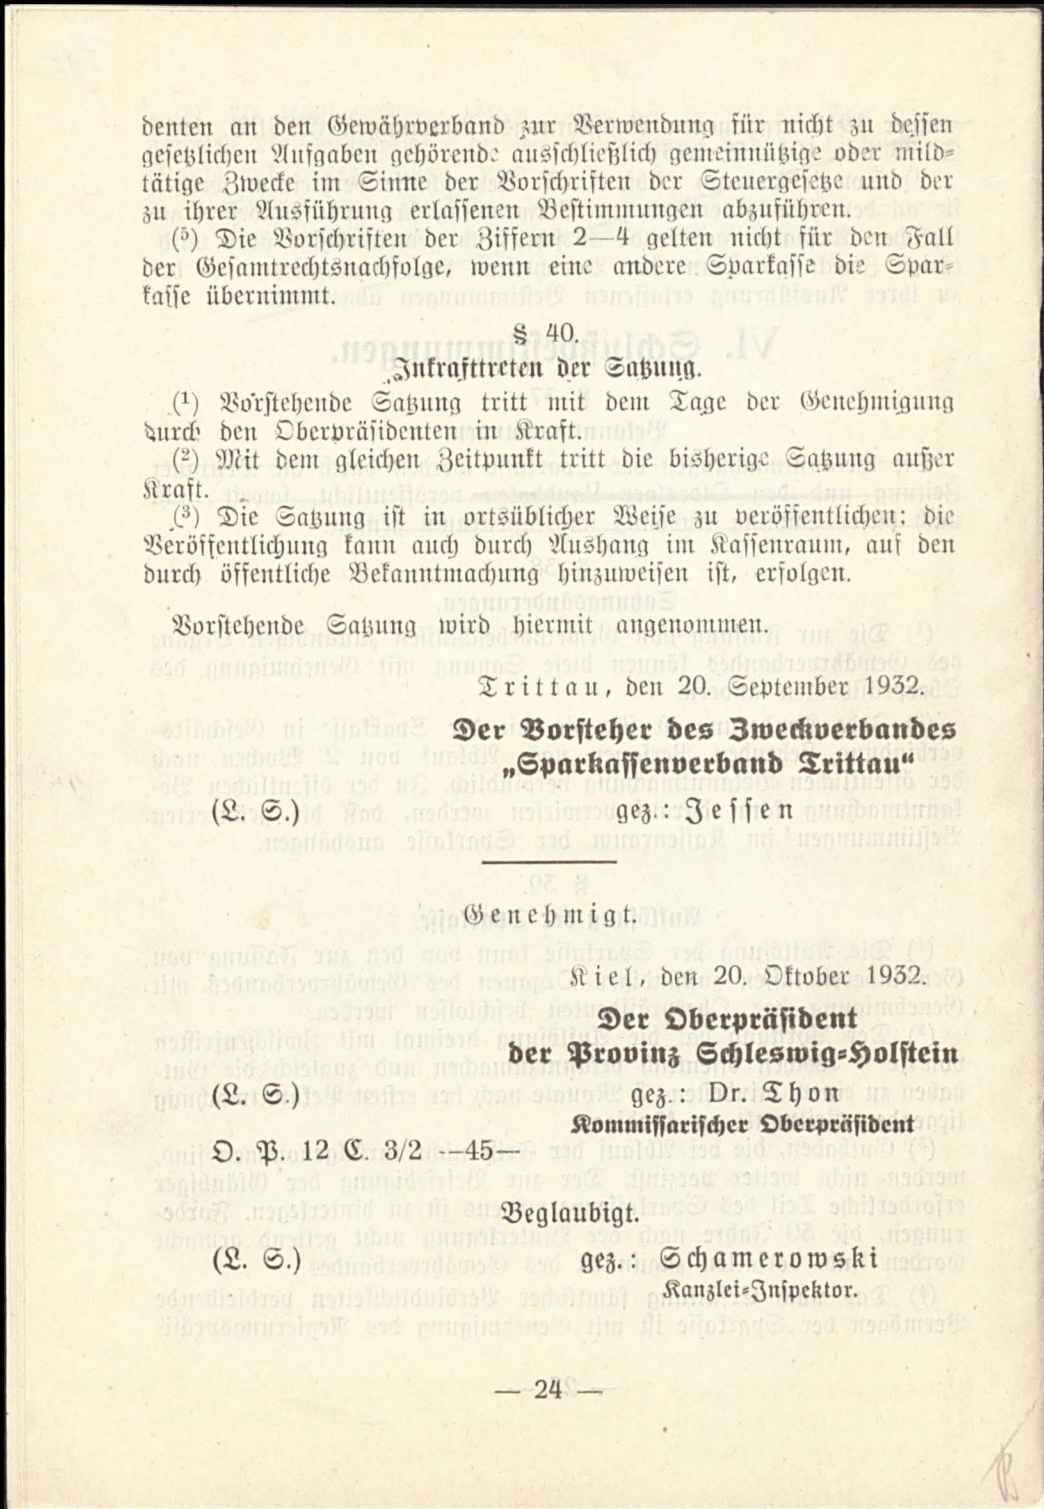 denten an den Gewährverband zur Verwendung für nicht zu dessen
gesetzlichen Aufgaben gehörende ausschließlich gemeinnützige oder mild-
tätige Zwecke im Sinne der Vorschriften der Steuergesetze und der
zu ihrer Ausführung erlassenen Bestimmungen abzuführen.
(⁵) Die Vorschriften der Ziffern 2—4 gelten nicht für den Fall
der Gesamtrechtsnachfolge, wenn eine andere Sparkasse die Spar-
kasse übernimmt.
§ 40.
Inkrafttreten der Satzung.
(¹) Vorstehende Satzung tritt mit dem Tage der Genehmigung
durch den Oberpräsidenten in Kraft.
(²) Mit dem gleichen Zeitpunkt tritt die bisherige Satzung außer
Kraft.
(³) Die Satzung ist in ortsüblicher Weise zu veröffentlichen; die
Veröffentlichung kann auch durch Aushang im Kassenraum, auf den
durch öffentliche Bekanntmachung hinzuweisen ist, erfolgen.
Vorstehende Satzung wird hiermit angenommen.
Trittau, den 20. September 1932.
Der Vorsteher des Zweckverbandes
„Sparkassenverband Trittau“
(L. S.) gez.: Jessen
Genehmigt.
Kiel, den 20. Oktober 1932.
Der Oberpräsident
der Provinz Schleswig-Holstein
(L. S.) gez.: Dr. Thon
Kommissarischer Oberpräsident
O. P. 12 C. 3/2 —45—
Beglaubigt.
(L. S.) gez.: Schamerowski
Kanzlei-Inspektor.
— 24 —